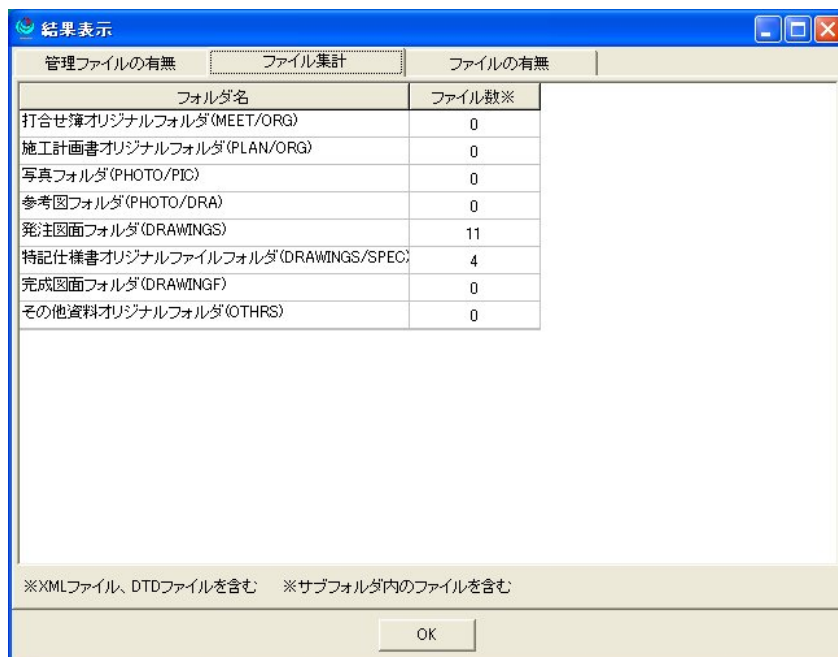 結果表示
管理ファイルの有無 ファイル集計 ファイルの有無
フォルダ名 ファイル数※
打合せ簿オリジナルフォルダ(MEET/ORG) 0
施工計画書オリジナルフォルダ(PLAN/ORG) 0
写真フォルダ(PHOTO/PIC) 0
参考図フォルダ(PHOTO/DRA) 0
発注図面フォルダ(DRAWINGS) 11
特記仕様書オリジナルファイルフォルダ(DRAWINGS/SPEC) 4
完成図面フォルダ(DRAWINGF) 0
その他資料オリジナルフォルダ(OTHRS) 0
※XMLファイル、DTDファイルを含む ※サブフォルダ内のファイルを含む
OK